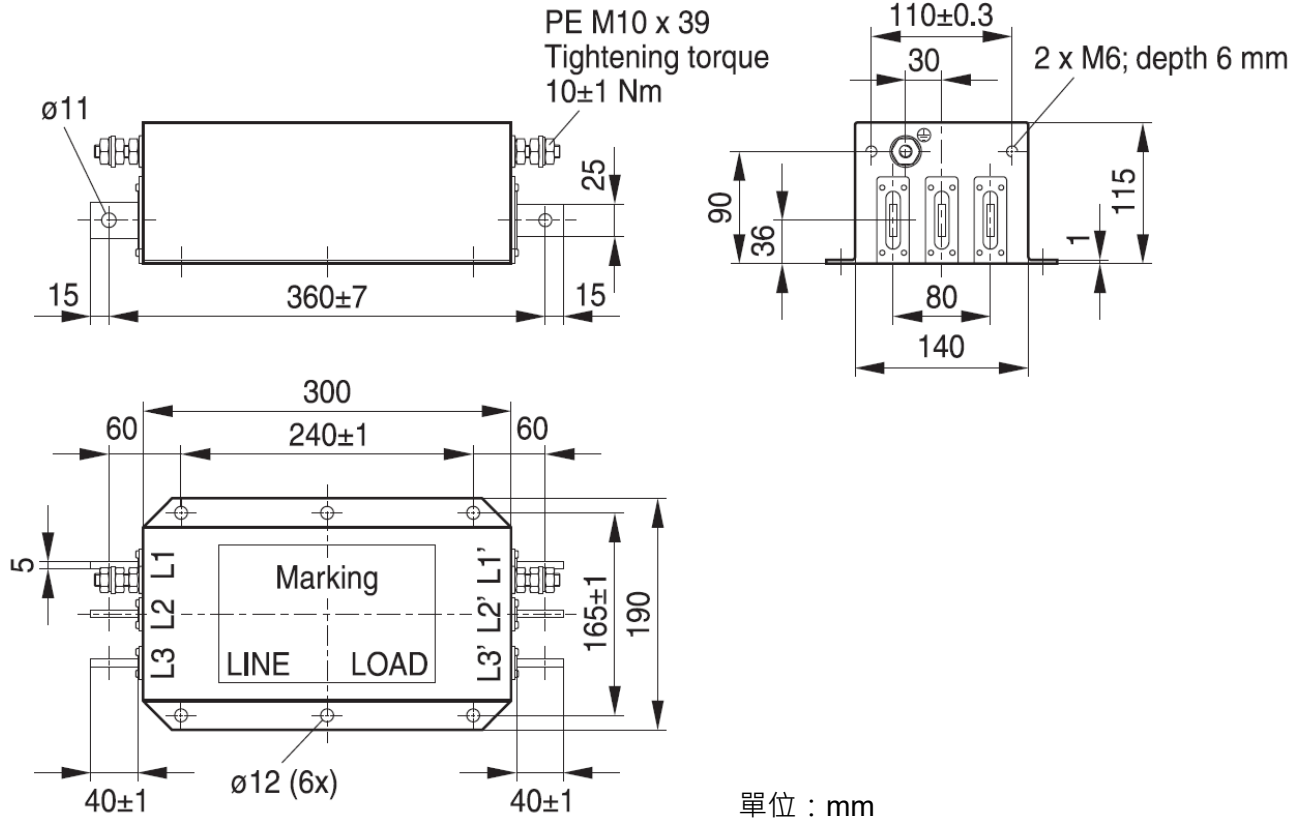 PE M10 x 39
Tightening torque
10±1 Nm
ø11
25
15
360±7
15
110±0.3
30
2 x M6; depth 6 mm
90
36
115
1
80
140
300
60
240±1
60
5
L1
L2
L3
Marking
LINE
LOAD
L1’
L2’
L3’
165±1
190
ø12 (6x)
40±1
40±1
單位：mm